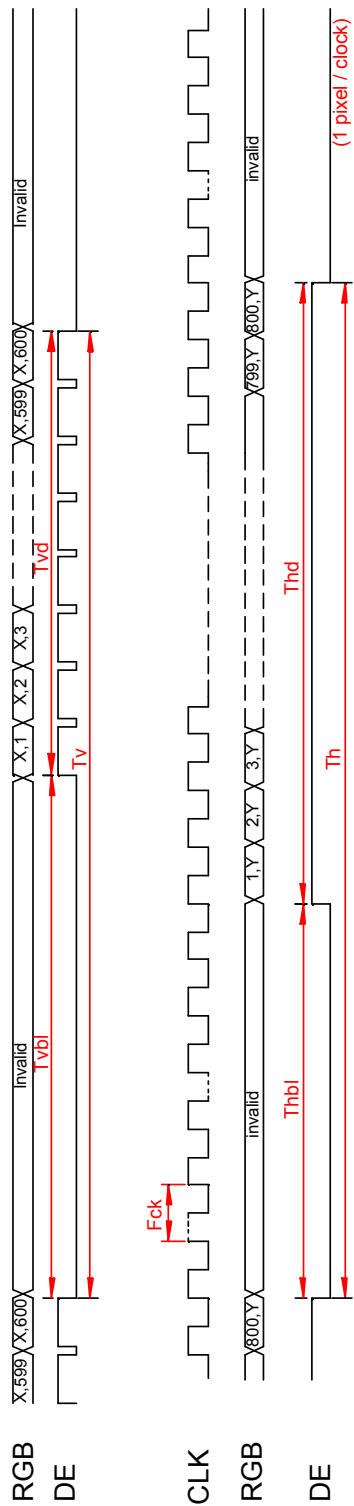 RGB X,599 X,600 Invalid X,1 X,2 X,3 X,599 X,600 Invalid
DE Tvbl Tvd
Tv
Fck
CLK
RGB 800,Y invalid 1,Y 2,Y 3,Y 799,Y 800,Y invalid
Thbl Thd
DE
Th
(1 pixel / clock)